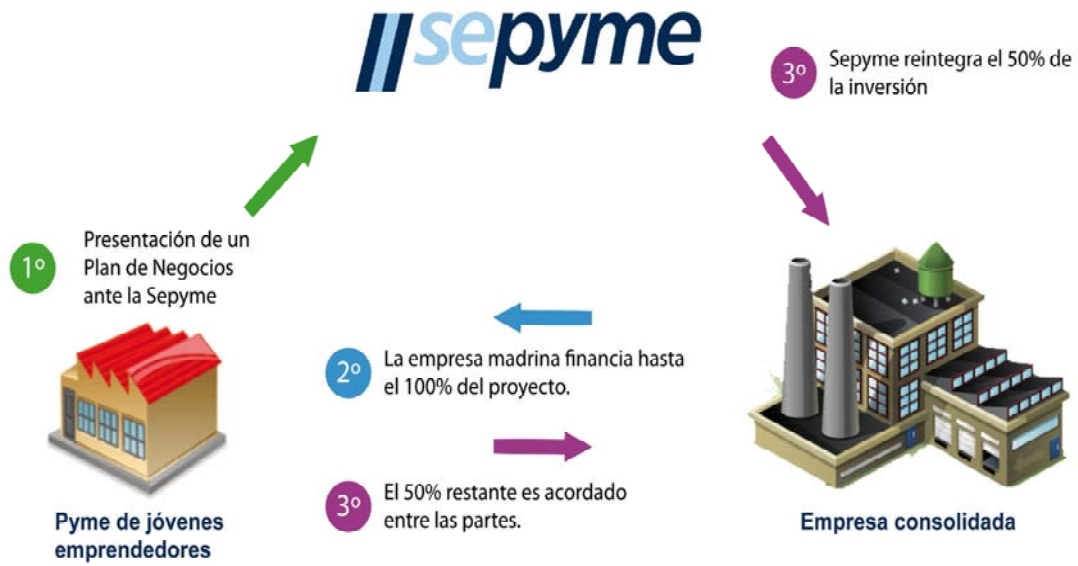 sepyme
3º
Sepyme reintegra el 50% de
la inversión
1º
Presentación de un
Plan de Negocios
ante la Sepyme
2º
La empresa madrina financia hasta
el 100% del proyecto.
3º
El 50% restante es acordado
entre las partes.
Pyme de jóvenes
emprendedores
Empresa consolidada